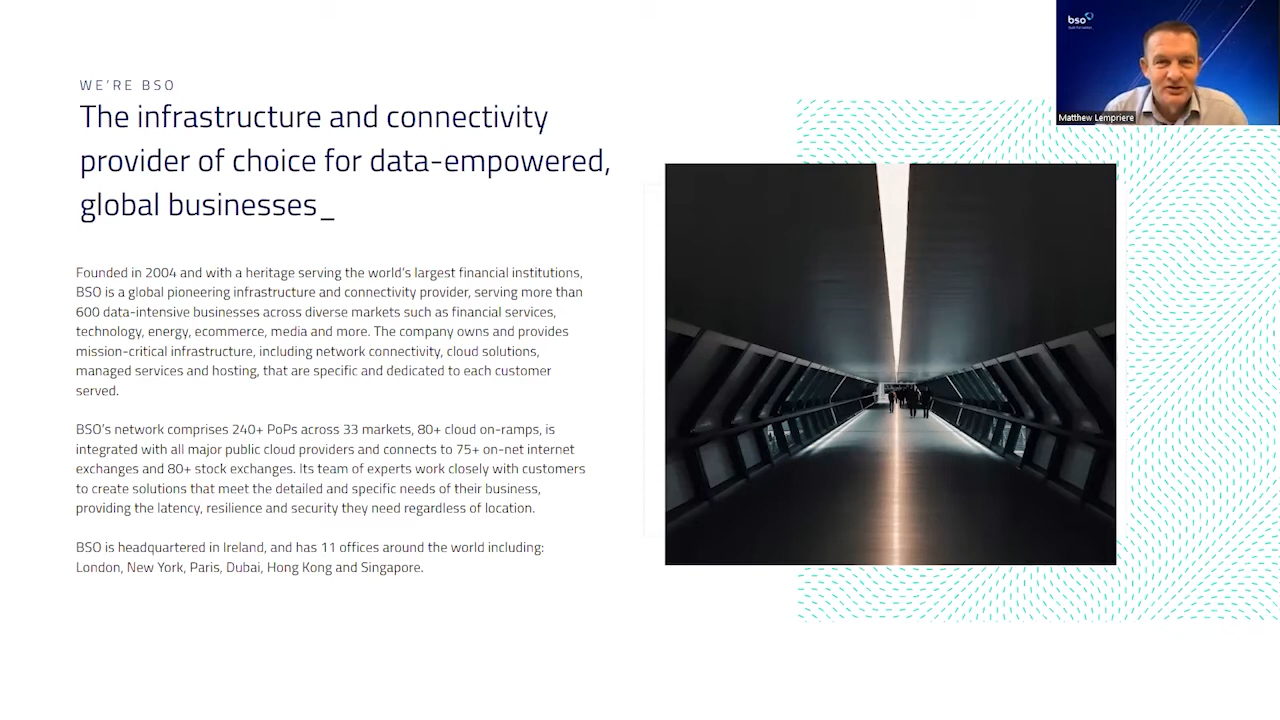 WE'RE BSO
The infrastructure and connectivity
provider of choice for data-empowered,
global businesses_
Founded in 2004 and with a heritage serving the world's largest financial institutions,
BSO is a global pioneering infrastructure and connectivity provider, serving more than
600 data-intensive businesses across diverse markets such as financial services,
technology, energy, ecommerce, media and more. The company owns and provides
mission-critical infrastructure, including network connectivity, cloud solutions,
managed services and hosting, that are specific and dedicated to each customer
served.
BSO's network comprises 240+ PoPs across 33 markets, 80+ cloud on-ramps, is
integrated with all major public cloud providers and connects to 75+ on-net internet
exchanges and 80+ stock exchanges. Its team of experts work closely with customers
to create solutions that meet the detailed and specific needs of their business,
providing the latency, resilience and security they need regardless of location.
BSO is headquartered in Ireland, and has 11 offices around the world including:
London, New York, Paris, Dubai, Hong Kong and Singapore.
bso
Matthew Lempriere